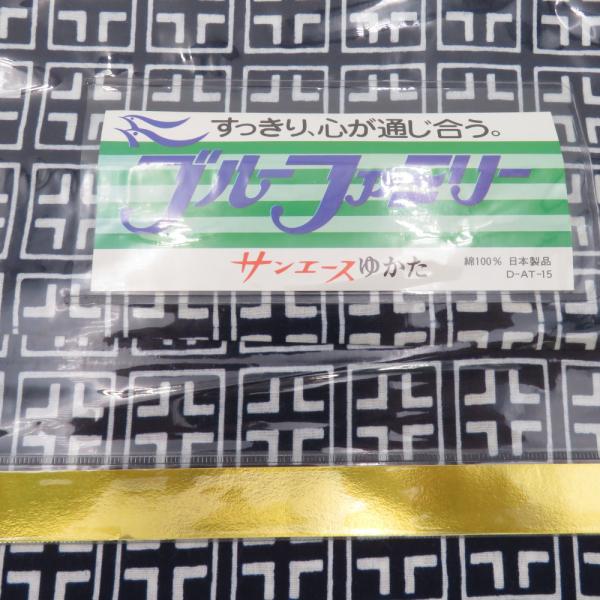 すっきり、心が通じ合う。
ブルーファミリー
サンエースゆかた
綿100% 日本製品
D-AT-15